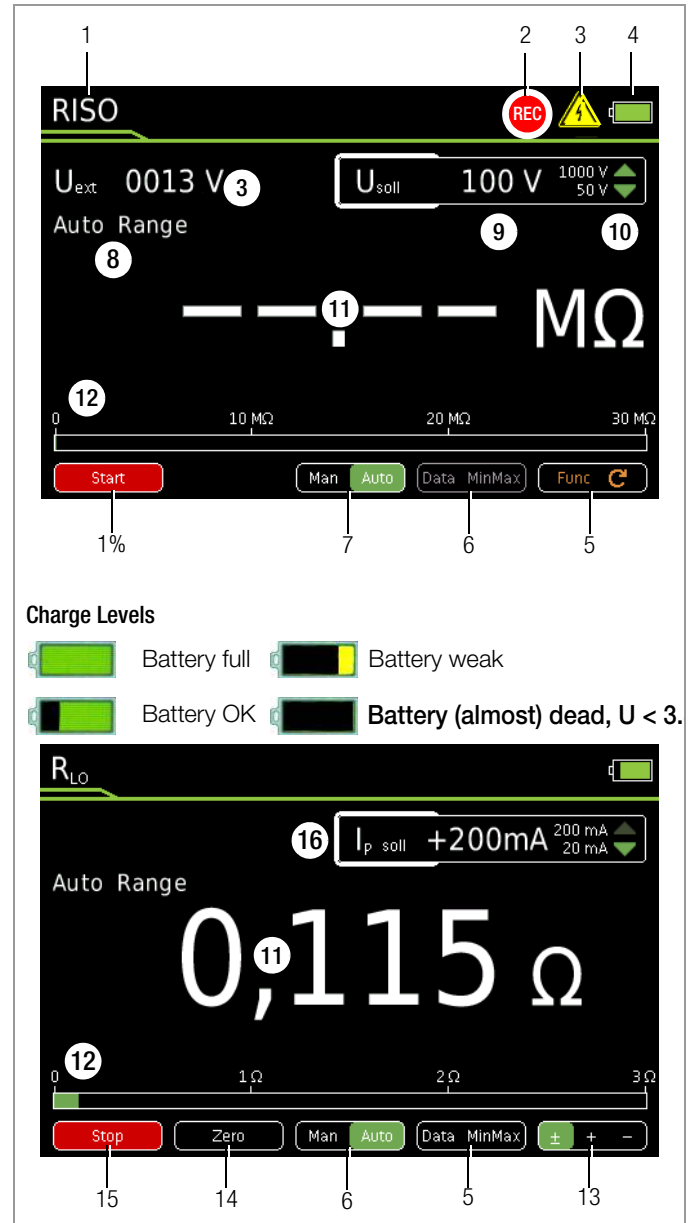 1 2 3 4
RISO REC
Uext 0013 V 3 Usoll 100 V 1000 V
50 V
Auto Range 9 10
8
11 MΩ
12
0 10 MΩ 20 MΩ 30 MΩ
Start Man Auto Data MinMax Func
1% 7 6 5
Charge Levels
Battery full Battery weak
Battery OK Battery (almost) dead, U < 3.
RLO
16 Ip soll +200mA 200 mA
20 mA
Auto Range
0,115 Ω
11
12
0 1Ω 2Ω 3Ω
Stop Zero Man Auto Data MinMax ± + −
15 14 6 5 13